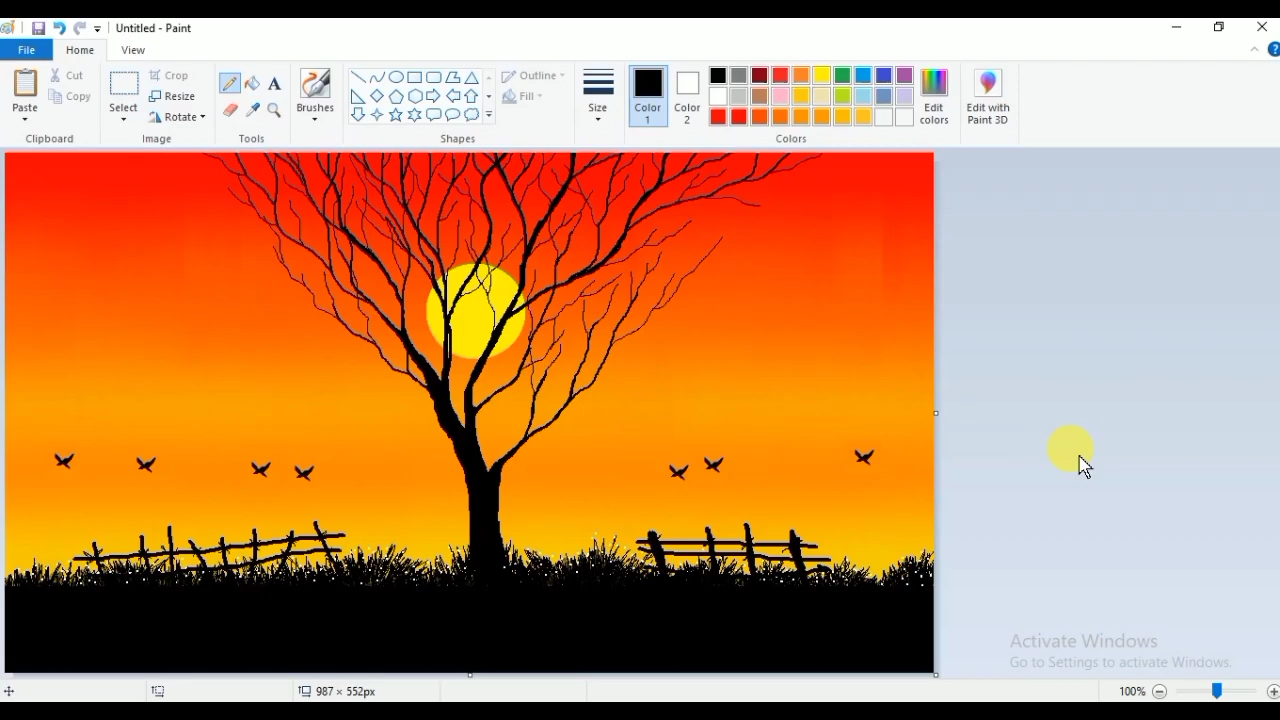 Untitled - Paint
File Home View
Paste
Cut
Copy
Clipboard
Select
Crop
Resize
Rotate
Image
A
Tools
Brushes
Outline
Fill
Shapes
Size
Color 1
Color 2
Edit colors
Colors
Edit with Paint 3D
Activate Windows
Go to Settings to activate Windows.
987 × 552px
100%